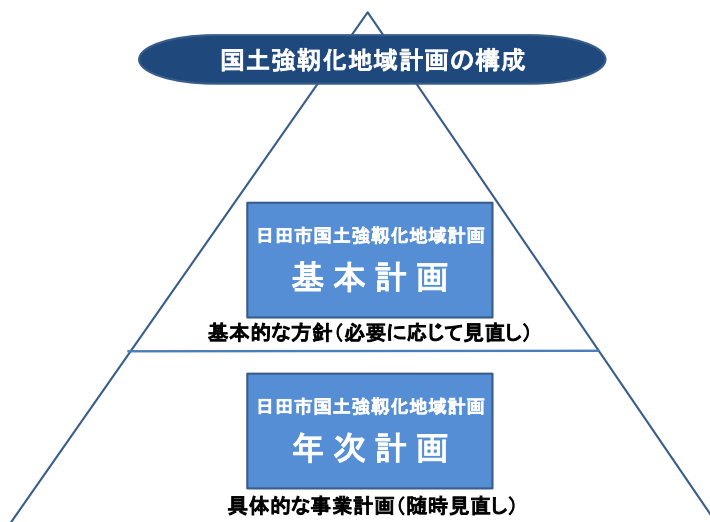 国土強靱化地域計画の構成
日田市国土強靱化地域計画
基本計画
基本的な方針（必要に応じて見直し）
日田市国土強靱化地域計画
年次計画
具体的な事業計画（随時見直し）